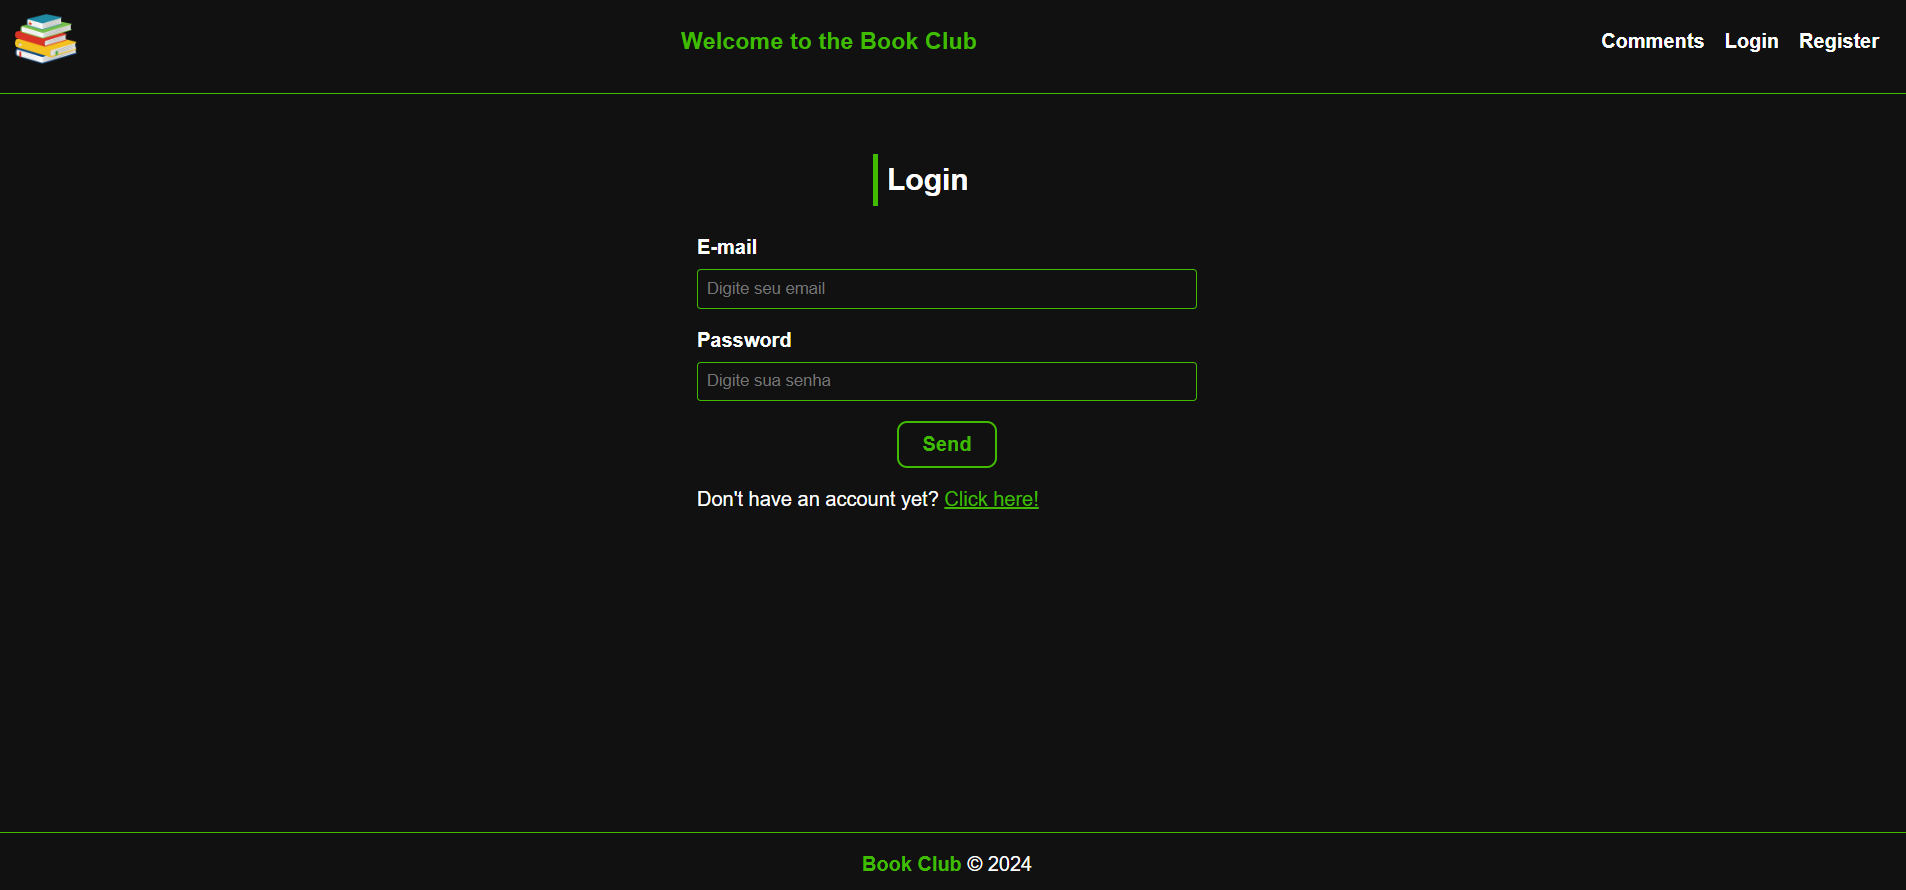 Welcome to the Book Club
Comments Login Register
Login
E-mail
Digite seu email
Password
Digite sua senha
Send
Don't have an account yet? Click here!
Book Club © 2024